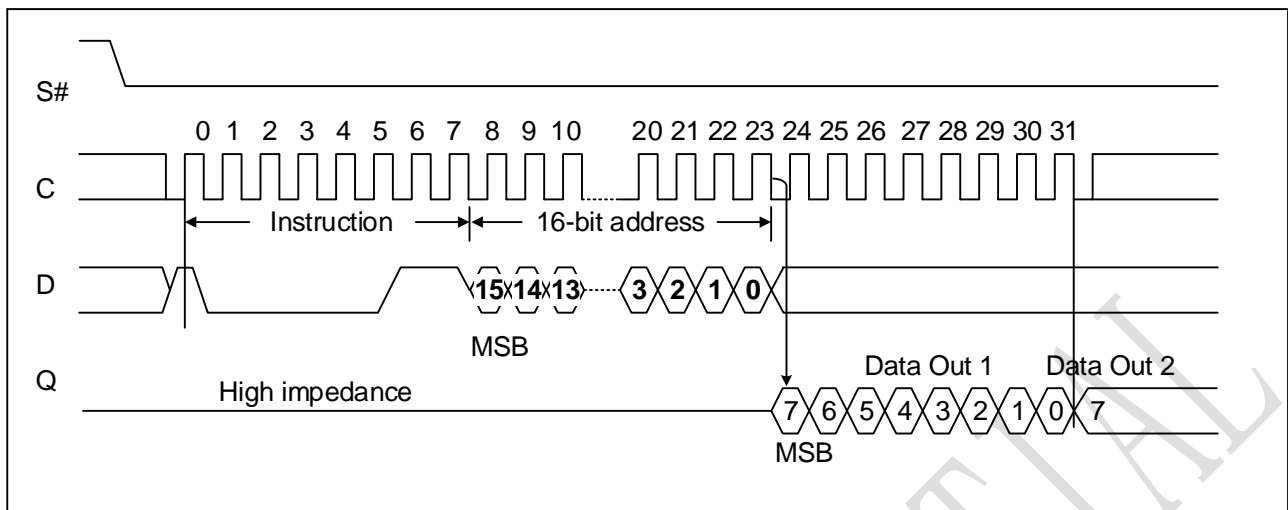 S#
0 1 2 3 4 5 6 7 8 9 10 20 21 22 23 24 25 26 27 28 29 30 31
C
Instruction 16-bit address
D
15 14 13 3 2 1 0
MSB
Data Out 1 Data Out 2
Q
High impedance
7 6 5 4 3 2 1 0 7
MSB
TIAL